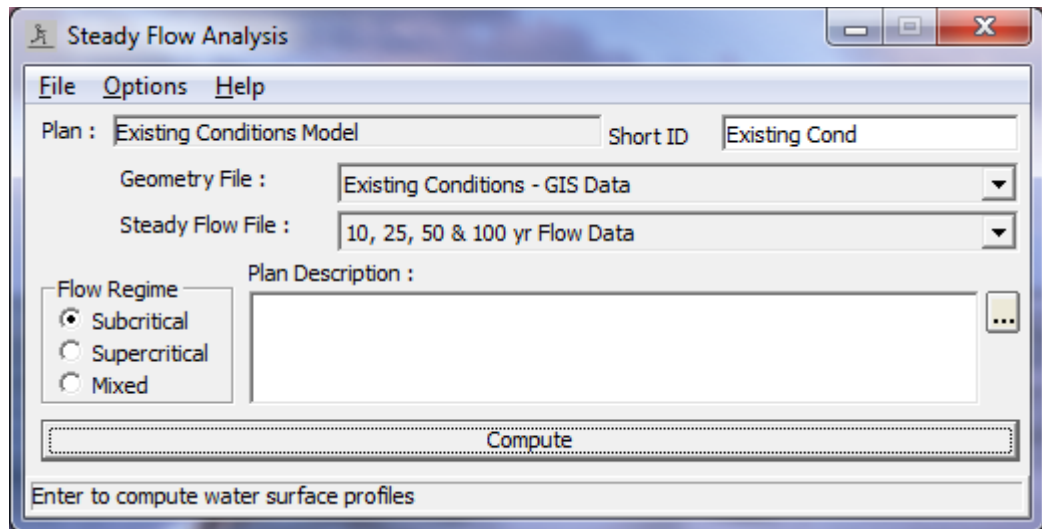 Steady Flow Analysis
File Options Help
Plan : Existing Conditions Model Short ID Existing Cond
Geometry File : Existing Conditions - GIS Data
Steady Flow File : 10, 25, 50 & 100 yr Flow Data
Plan Description :
Flow Regime
Subcritical
Supercritical
Mixed
...
Compute
Enter to compute water surface profiles